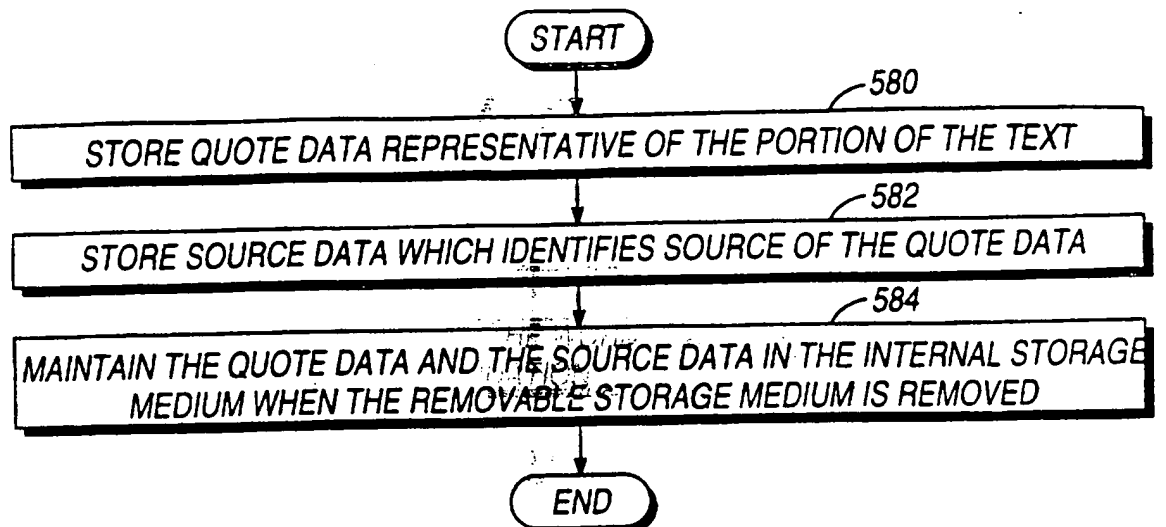 START
580
STORE QUOTE DATA REPRESENTATIVE OF THE PORTION OF THE TEXT
582
STORE SOURCE DATA WHICH IDENTIFIES SOURCE OF THE QUOTE DATA
584
MAINTAIN THE QUOTE DATA AND THE SOURCE DATA IN THE INTERNAL STORAGE
MEDIUM WHEN THE REMOVABLE STORAGE MEDIUM IS REMOVED
END